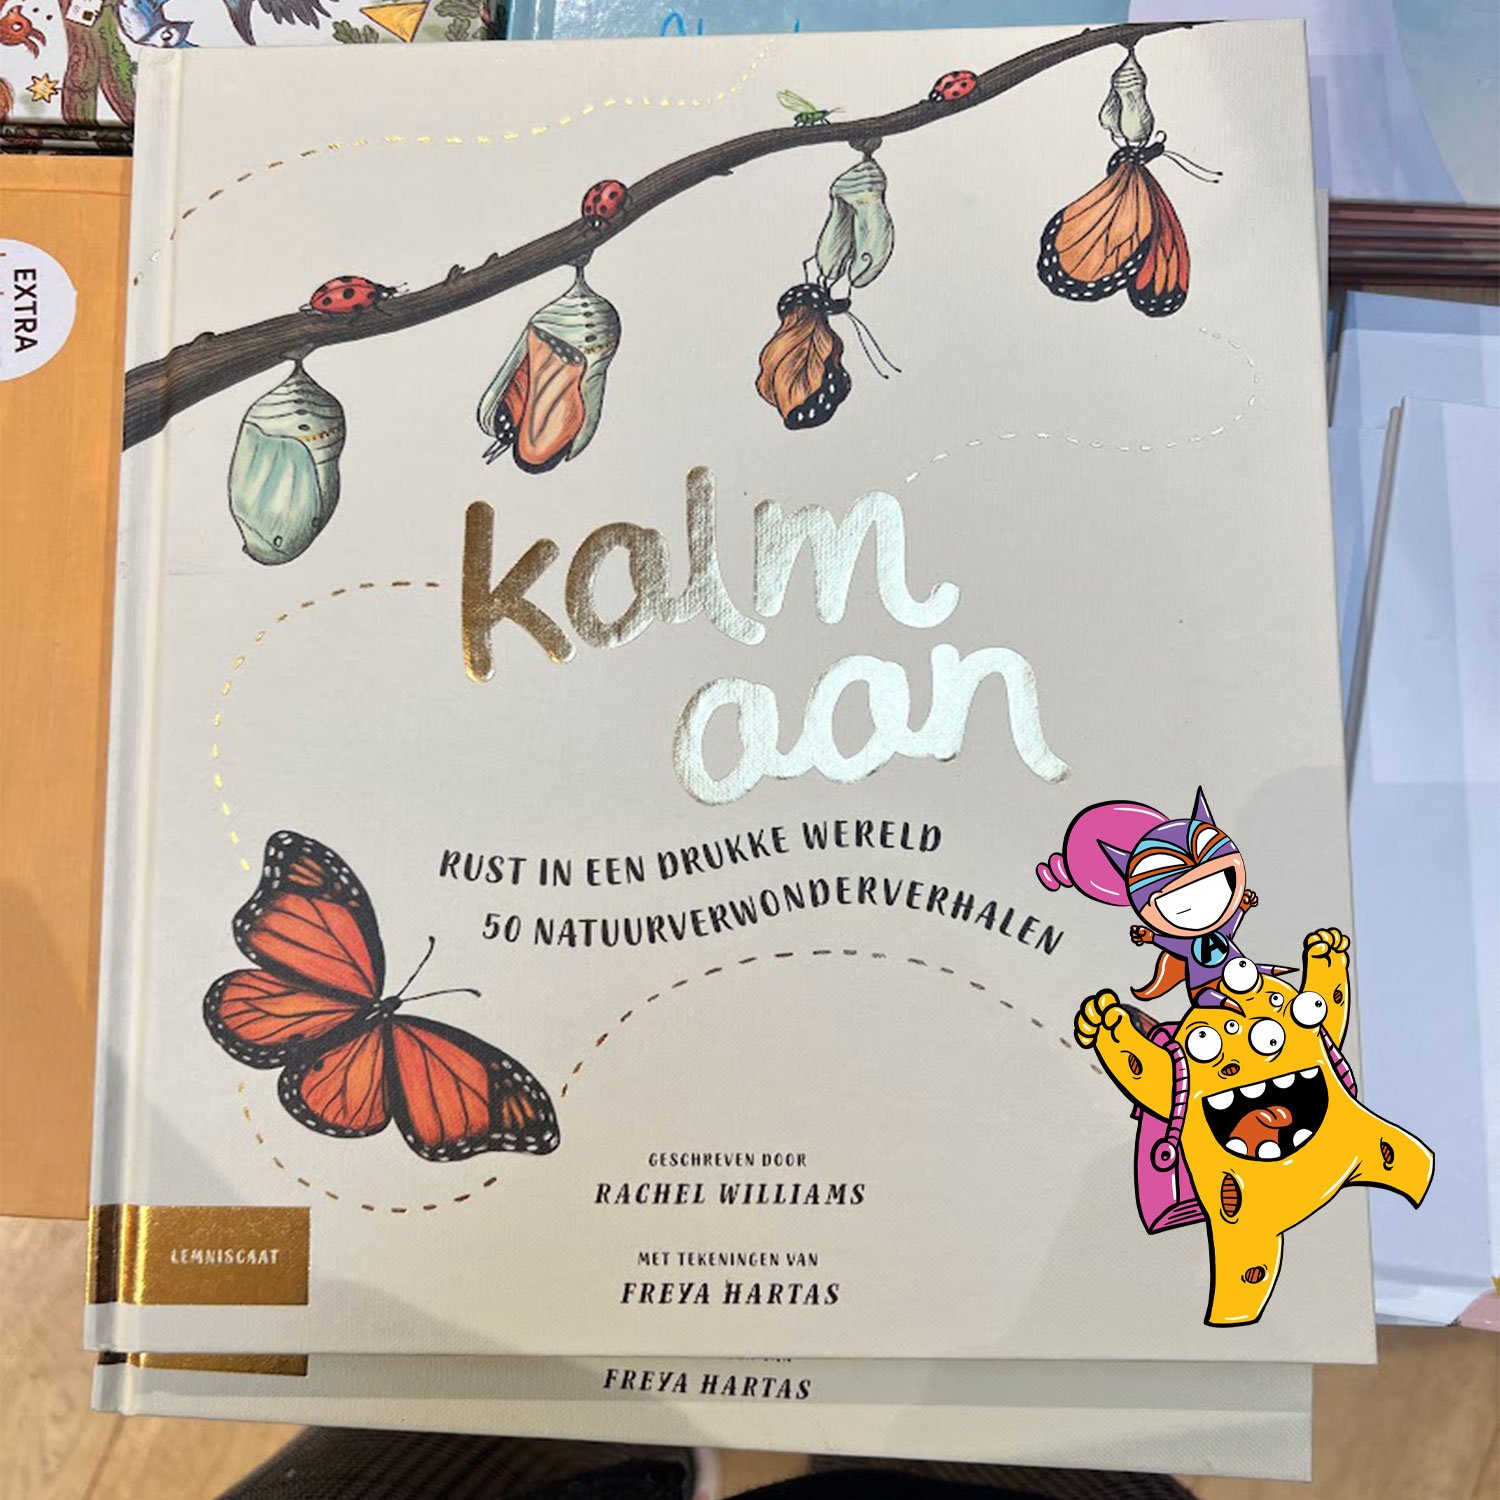 EXTRA
kalm
aan
RUST IN EEN DRUKKE WERELD
50 NATUURVERWONDERVERHALEN
A
GESCHREVEN DOOR
RACHEL WILLIAMS
MET TEKENINGEN VAN
FREYA HARTAS
LEMNISCAAT
FREYA HARTAS